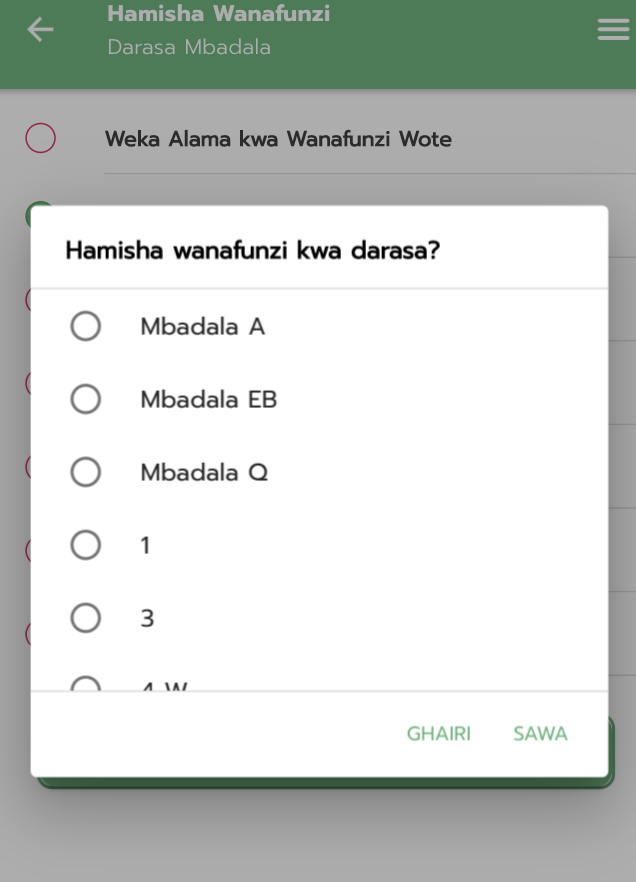 Hamisha Wanafunzi
Darasa Mbadala
Weka Alama kwa Wanafunzi Wote
Hamisha wanafunzi kwa darasa?
Mbadala A
Mbadala EB
Mbadala Q
1
3
4 W
GHAIRI SAWA